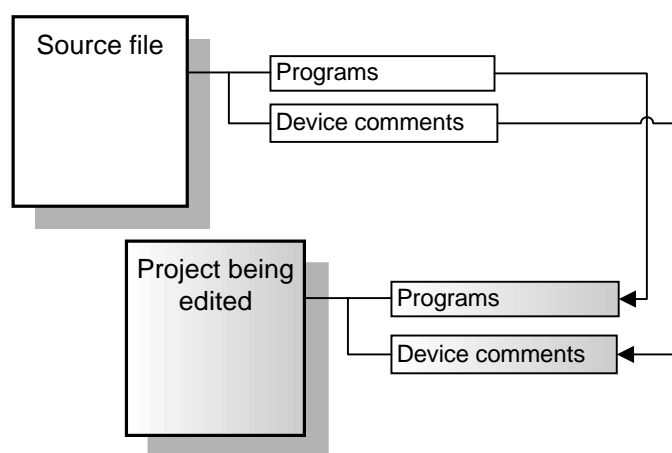 Source file
Programs
Device comments
Project being
edited
Programs
Device comments